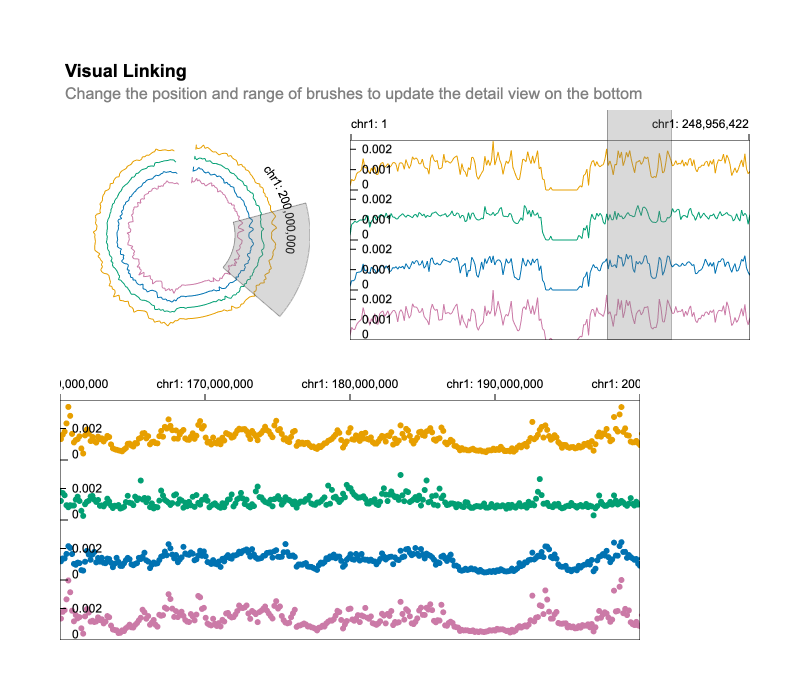 Visual Linking
Change the position and range of brushes to update the detail view on the bottom
chr1: 200,000,000
chr1: 1
chr1: 248,956,422
0.002
0.001
0
0.002
0.001
0
0.002
0.001
0
0.002
0.001
0
0,000,000
chr1: 170,000,000
chr1: 180,000,000
chr1: 190,000,000
chr1: 200
0.002
0
0.002
0
0.002
0
0.002
0